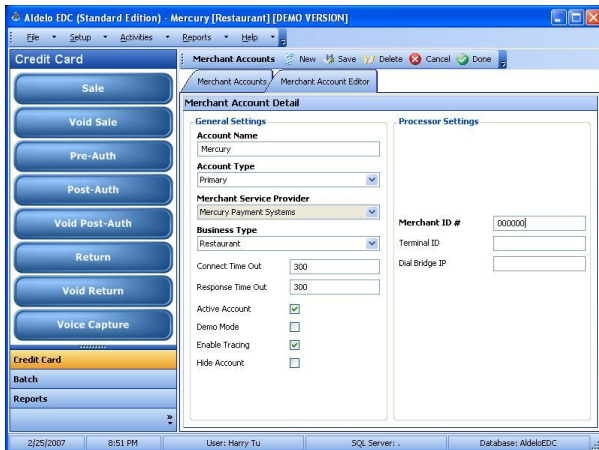 Aldelo EDC (Standard Edition) - Mercury [Restaurant] [DEMO VERSION]
File Setup Activities Reports Help
Credit Card
Merchant Accounts New Save Delete Cancel Done
Sale
Void Sale
Pre-Auth
Post-Auth
Void Post-Auth
Return
Void Return
Voice Capture
Credit Card
Batch
Reports
Merchant Accounts Merchant Account Editor
Merchant Account Detail
General Settings
Account Name
Mercury
Account Type
Primary
Merchant Service Provider
Mercury Payment Systems
Business Type
Restaurant
Connect Time Out 300
Response Time Out 300
Active Account
Demo Mode
Enable Tracing
Hide Account
Processor Settings
Merchant ID # 000000
Terminal ID
Dial Bridge IP
2/25/2007 8:51 PM User: Harry Tu SQL Server: . Database: AldeloEDC